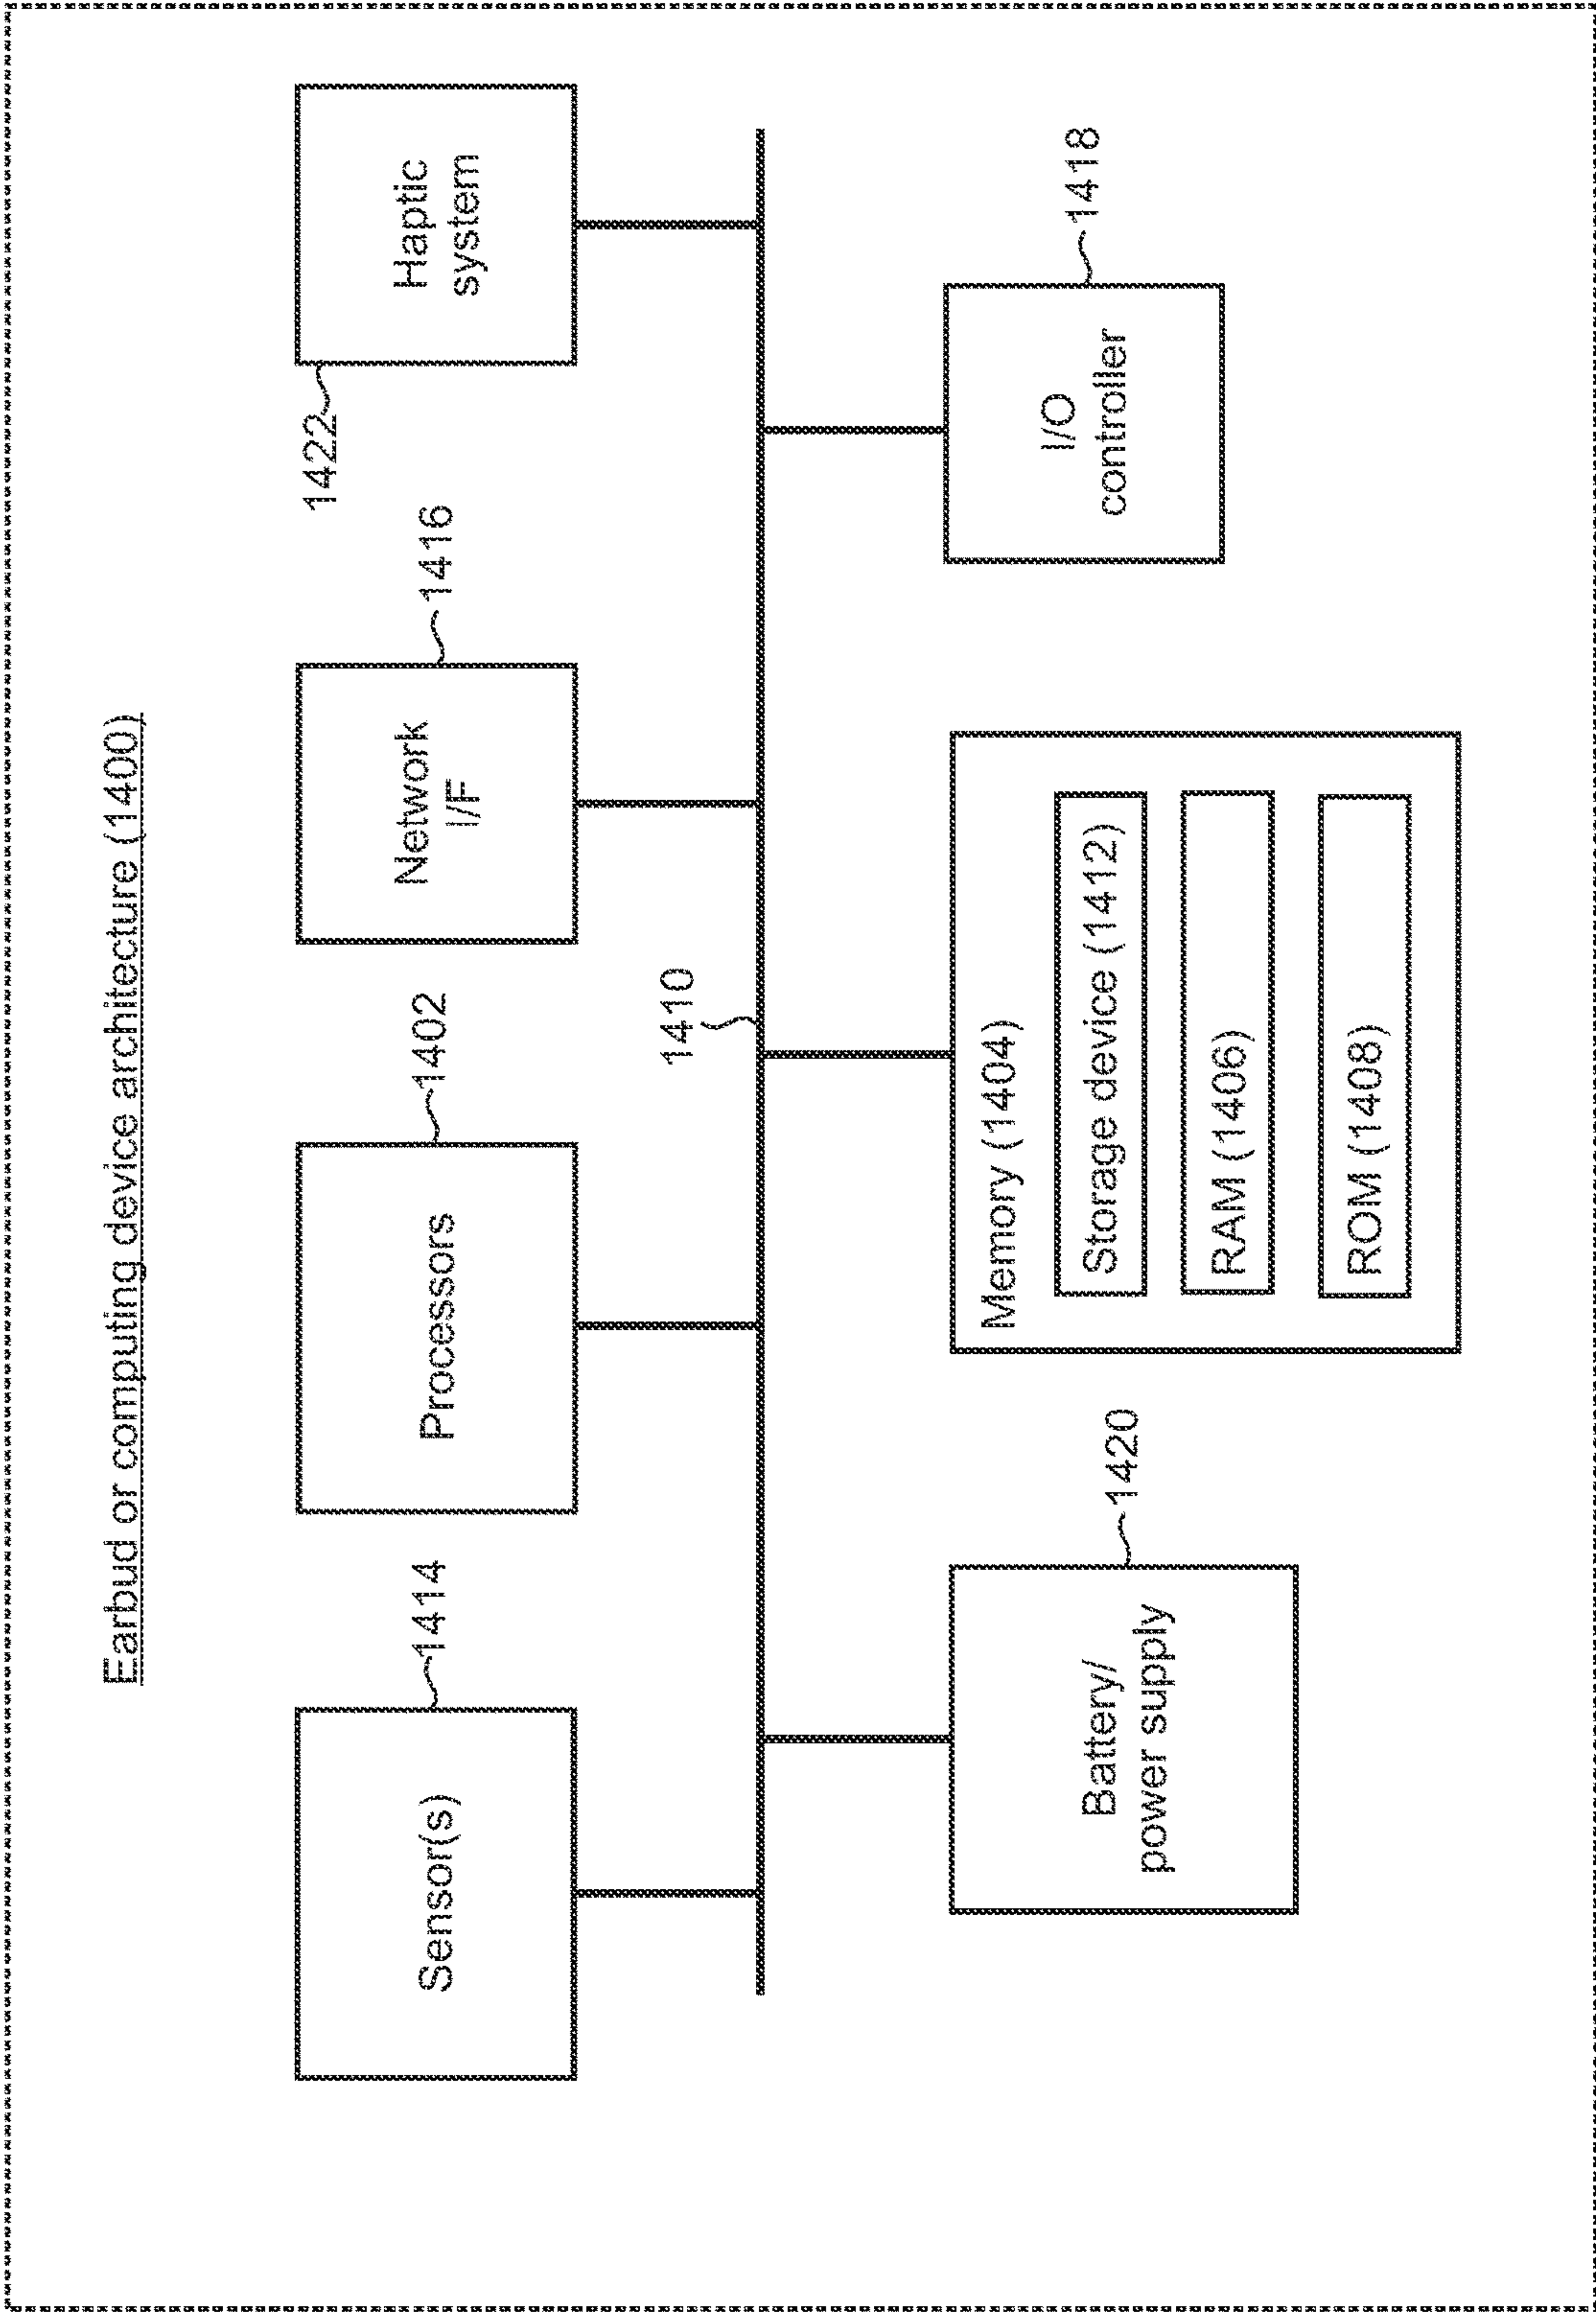 Earbud or computing device architecture (1400)
Sensor(s)
1414
Processors
1402
Network
I/F
1416
Haptic
system
1422
1410
Battery/
power supply
1420
Memory (1404)
Storage device (1412)
RAM (1406)
ROM (1408)
I/O
controller
1418